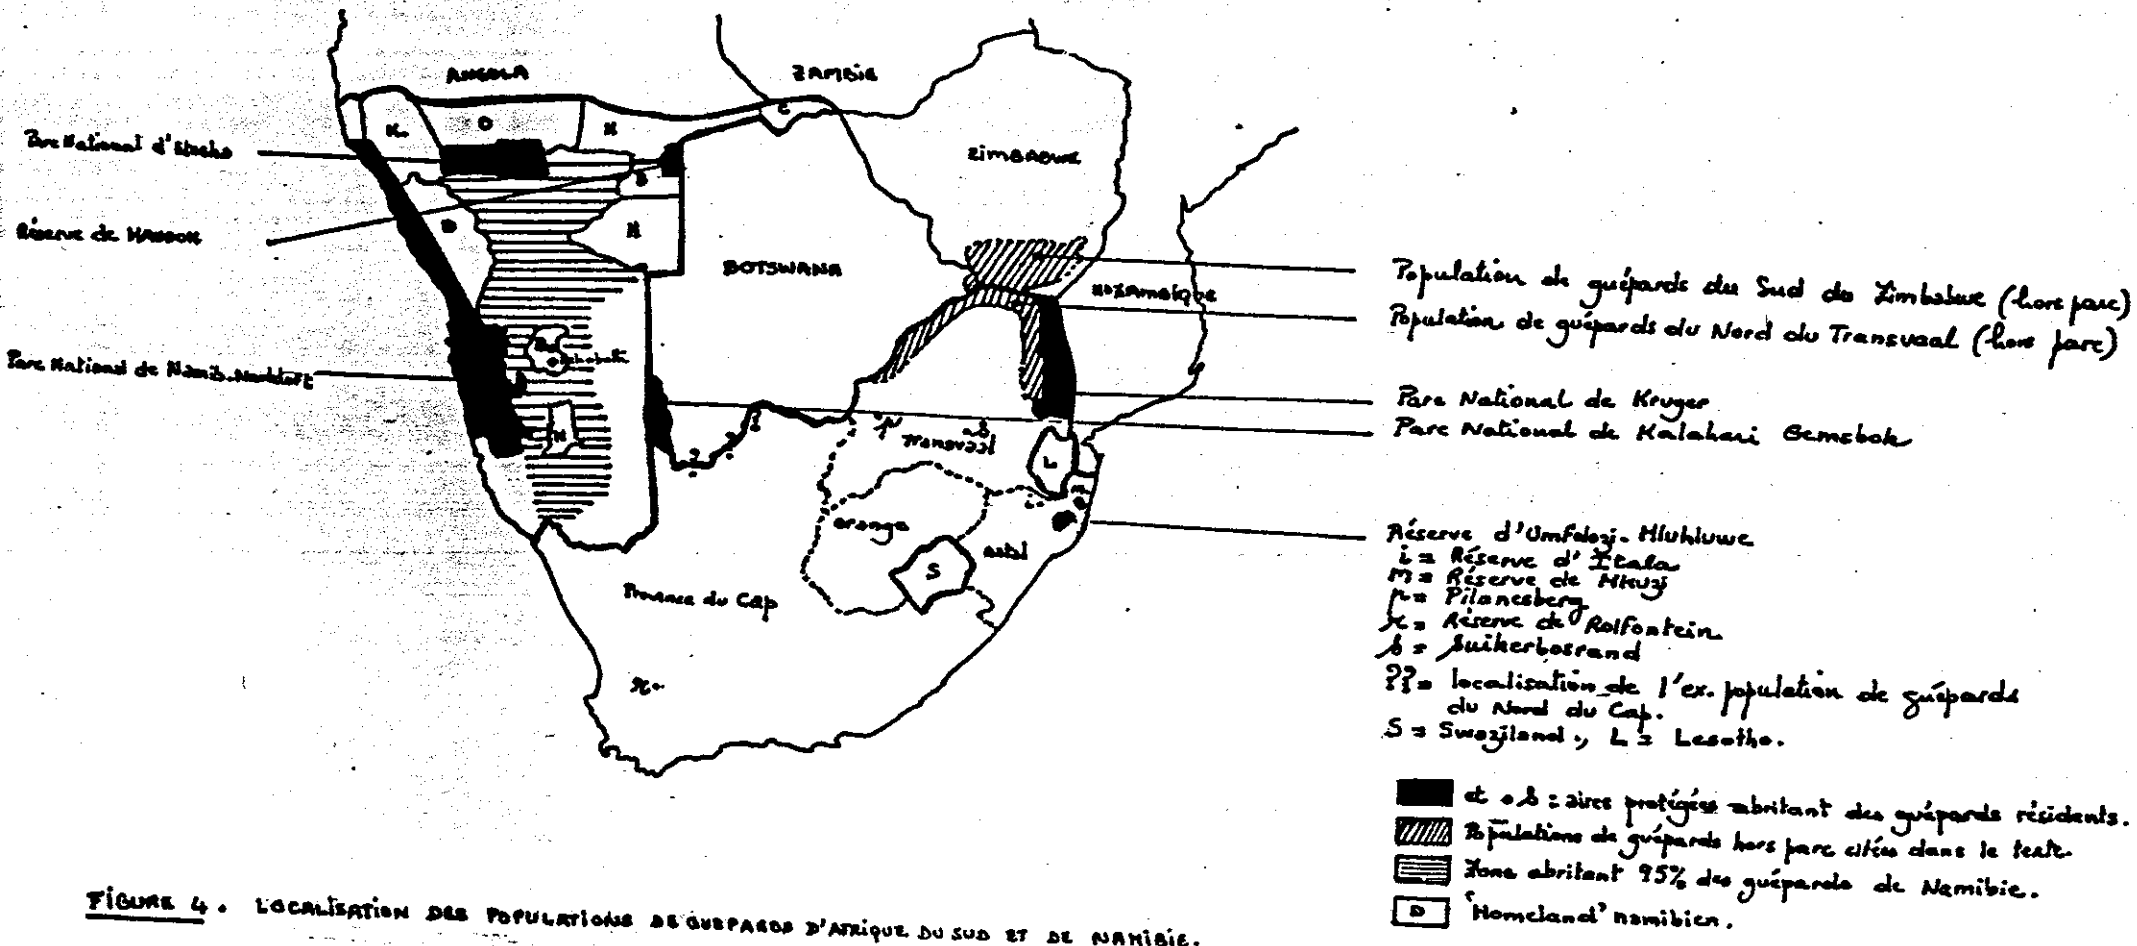 ANGOLA
ZAMBIE
K.
O
K
C
Parc National d'Etosha
ZIMBABWE
B
Réserve de KAUDOM
D
H
BOTSWANA
MOZAMBIQUE
Population de guépards du Sud du Zimbabwe (hors parc)
Population de guépards du Nord du Transvaal (hors parc)
Rehoboth
Parc National de Namib-Naukluft
Parc National de Kruger
Parc National de Kalahari Gemsbok
N
? ? ?
p
s
Transvaal
L
m
i
Orange
Natal
S
Réserve d'Umfolozi-Hluhluwe
i = Réserve d'Itala
m = Réserve de Mkuzi
p = Pilanesberg
r = Réserve de Rolfontein
s = Suikerbosrand
?? = localisation de l'ex. population de guépards
du Nord du Cap.
S = Swaziland., L = Lesotho.
Province du Cap
r.
et . s : aires protégées abritant des guépards résidents.
Populations de guépards hors parc citées dans le texte.
Zone abritant 95% des guépards de Namibie.
D 'Homeland' namibien.
FIGURE 4. LOCALISATION DES POPULATIONS DE GUEPARDS D'AFRIQUE DU SUD ET DE NAMIBIE.